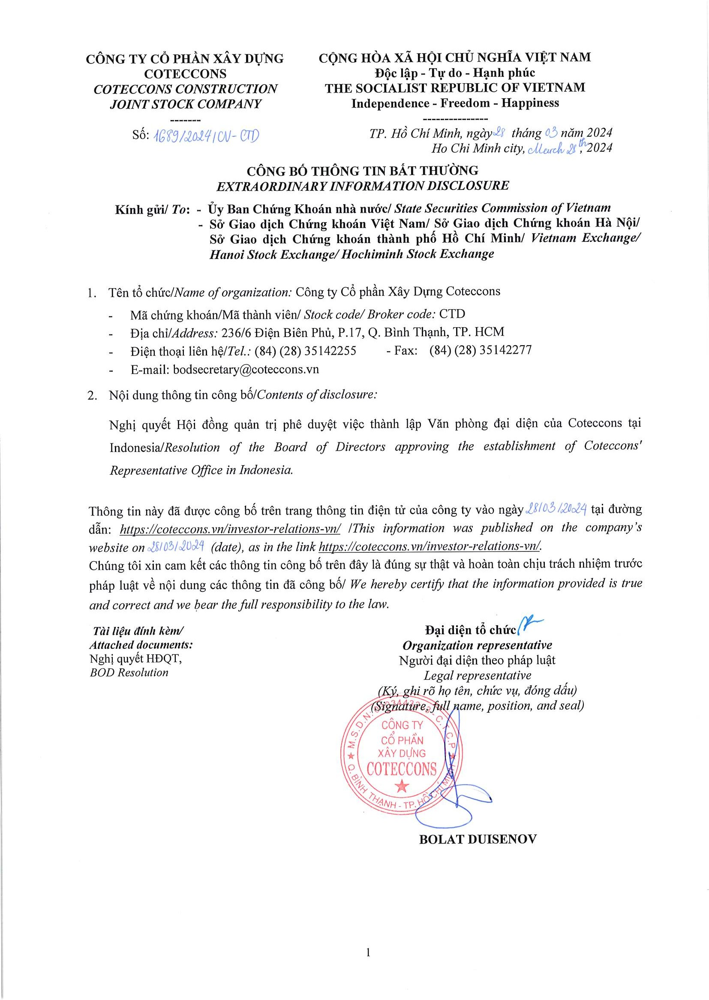 CÔNG TY CỔ PHẦN XÂY DỰNG
COTECCONS
COTECCONS CONSTRUCTION
JOINT STOCK COMPANY
-------
Số: 1689/2024/CV-CTD
CỘNG HÒA XÃ HỘI CHỦ NGHĨA VIỆT NAM
Độc lập - Tự do - Hạnh phúc
THE SOCIALIST REPUBLIC OF VIETNAM
Independence - Freedom - Happiness
---------------
TP. Hồ Chí Minh, ngày 28 tháng 03 năm 2024
Ho Chi Minh city, March 28th, 2024
CÔNG BỐ THÔNG TIN BẤT THƯỜNG
EXTRAORDINARY INFORMATION DISCLOSURE
Kính gửi/ To: - Ủy Ban Chứng Khoán nhà nước/ State Securities Commission of Vietnam
- Sở Giao dịch Chứng khoán Việt Nam/ Sở Giao dịch Chứng khoán Hà Nội/
Sở Giao dịch Chứng khoán thành phố Hồ Chí Minh/ Vietnam Exchange/
Hanoi Stock Exchange/ Hochiminh Stock Exchange
1. Tên tổ chức/Name of organization: Công ty Cổ phần Xây Dựng Coteccons
- Mã chứng khoán/Mã thành viên/ Stock code/ Broker code: CTD
- Địa chỉ/Address: 236/6 Điện Biên Phủ, P.17, Q. Bình Thạnh, TP. HCM
- Điện thoại liên hệ/Tel.: (84) (28) 35142255 - Fax: (84) (28) 35142277
- E-mail: bodsecretary@coteccons.vn
2. Nội dung thông tin công bố/Contents of disclosure:
Nghị quyết Hội đồng quản trị phê duyệt việc thành lập Văn phòng đại diện của Coteccons tại
Indonesia/Resolution of the Board of Directors approving the establishment of Coteccons'
Representative Office in Indonesia.
Thông tin này đã được công bố trên trang thông tin điện tử của công ty vào ngày 28/03/2024 tại đường
dẫn: https://coteccons.vn/investor-relations-vn/ /This information was published on the company’s
website on 28/03/2024 (date), as in the link https://coteccons.vn/investor-relations-vn/.
Chúng tôi xin cam kết các thông tin công bố trên đây là đúng sự thật và hoàn toàn chịu trách nhiệm trước
pháp luật về nội dung các thông tin đã công bố/ We hereby certify that the information provided is true
and correct and we bear the full responsibility to the law.
Tài liệu đính kèm/
Attached documents:
Nghị quyết HĐQT,
BOD Resolution
Đại diện tổ chức
Organization representative
Người đại diện theo pháp luật
Legal representative
(Ký, ghi rõ họ tên, chức vụ, đóng dấu)
(Signature, full name, position, and seal)
M.S.D.N: - C.T.C.P
CÔNG TY
CỔ PHẦN
XÂY DỰNG
COTECCONS
Q. BÌNH THẠNH - TP. HỒ CHÍ MINH
BOLAT DUISENOV
1